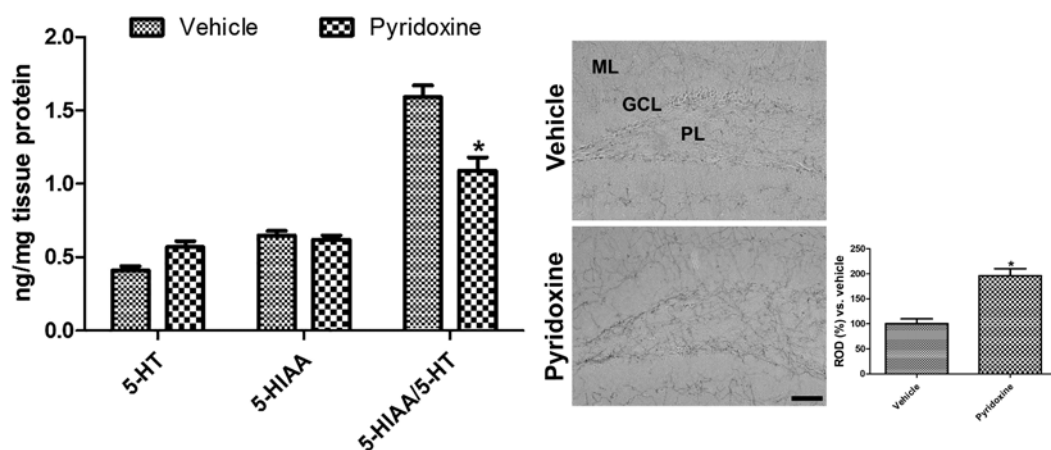 Vehicle
Pyridoxine
ng/mg tissue protein
2.0
1.5
1.0
0.5
0.0
*
5-HT
5-HIAA
5-HIAA/5-HT
Vehicle
ML
GCL
PL
Pyridoxine
ROD (%) vs. vehicle
250
200
150
100
50
0
*
Vehicle
Pyridoxine